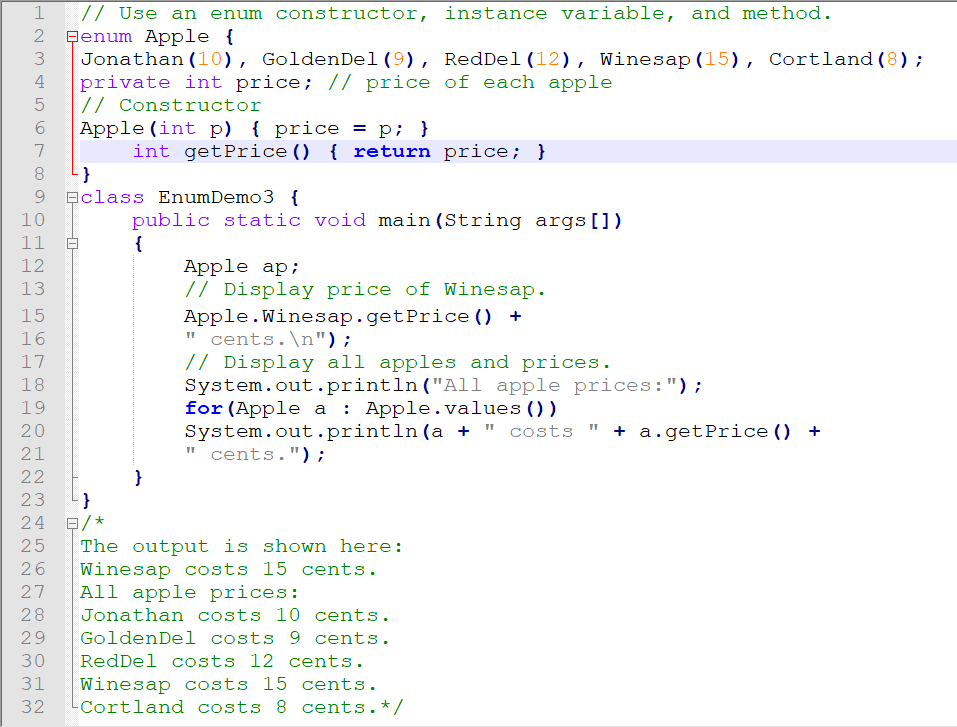 1 // Use an enum constructor, instance variable, and method.
2 enum Apple {
3 Jonathan(10), GoldenDel(9), RedDel(12), Winesap(15), Cortland(8);
4 private int price; // price of each apple
5 // Constructor
6 Apple(int p) { price = p; }
7 int getPrice() { return price; }
8 }
9 class EnumDemo3 {
10 public static void main(String args[])
11 {
12 Apple ap;
13 // Display price of Winesap.
15 Apple.Winesap.getPrice() +
16 " cents.\n");
17 // Display all apples and prices.
18 System.out.println("All apple prices:");
19 for(Apple a : Apple.values())
20 System.out.println(a + " costs " + a.getPrice() +
21 " cents.");
22 }
23 }
24 /*
25 The output is shown here:
26 Winesap costs 15 cents.
27 All apple prices:
28 Jonathan costs 10 cents.
29 GoldenDel costs 9 cents.
30 RedDel costs 12 cents.
31 Winesap costs 15 cents.
32 Cortland costs 8 cents.*/